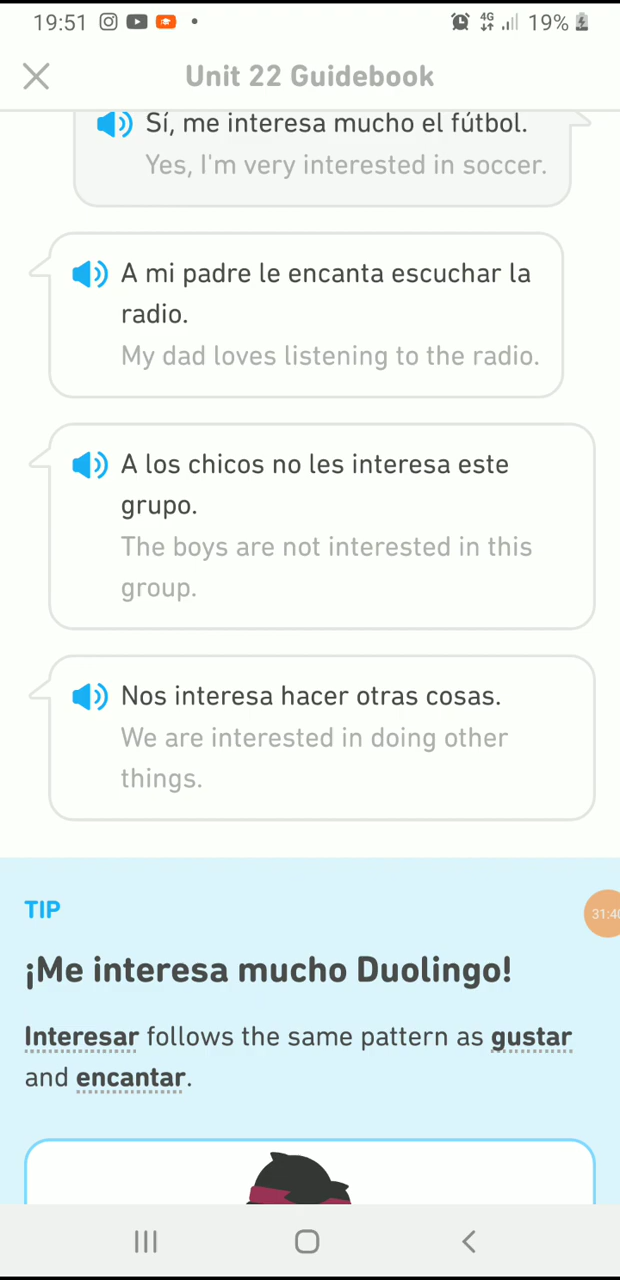 19:51
4G
19%
Unit 22 Guidebook
Sí, me interesa mucho el fútbol.
Yes, I'm very interested in soccer.
A mi padre le encanta escuchar la
radio.
My dad loves listening to the radio.
A los chicos no les interesa este
grupo.
The boys are not interested in this
group.
Nos interesa hacer otras cosas.
We are interested in doing other
things.
TIP
31:40
¡Me interesa mucho Duolingo!
Interesar follows the same pattern as gustar
and encantar.